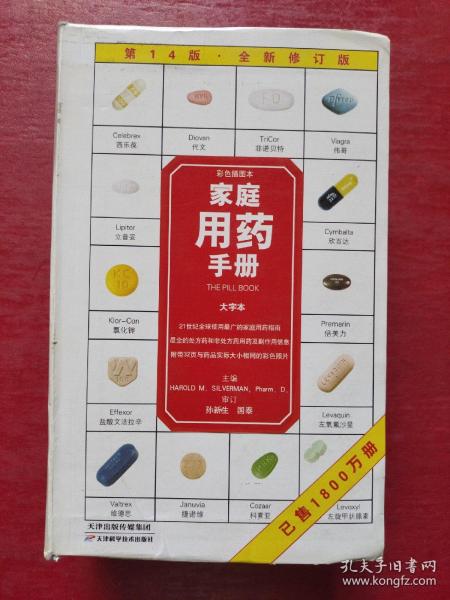 第14版·全新修订版
Celebrex
西乐葆
Diovan
代文
TriCor
非诺贝特
Viagra
伟哥
彩色插图本
家庭
用药
手册
THE PILL BOOK
大字本
21世纪全球使用最广的家庭用药指南
最全的处方药和非处方药用药及副作用信息
附带32页与药品实际大小相同的彩色照片
主编
HAROLD M. SILVERMAN, Pharm. D.
审订
孙新生 国泰
Lipitor
立普妥
Cymbalta
欣百达
KC
10
Klor-Con
氯化钾
Premarin
倍美力
Effexor
盐酸文法拉辛
Levaquin
左氧氟沙星
Valtrex
维德思
Januvia
捷诺维
Cozaar
科素亚
Levoxyl
左旋甲状腺素
已售1800万册
天津出版传媒集团
天津科学技术出版社
孔夫子旧书网
www.kongfz.com